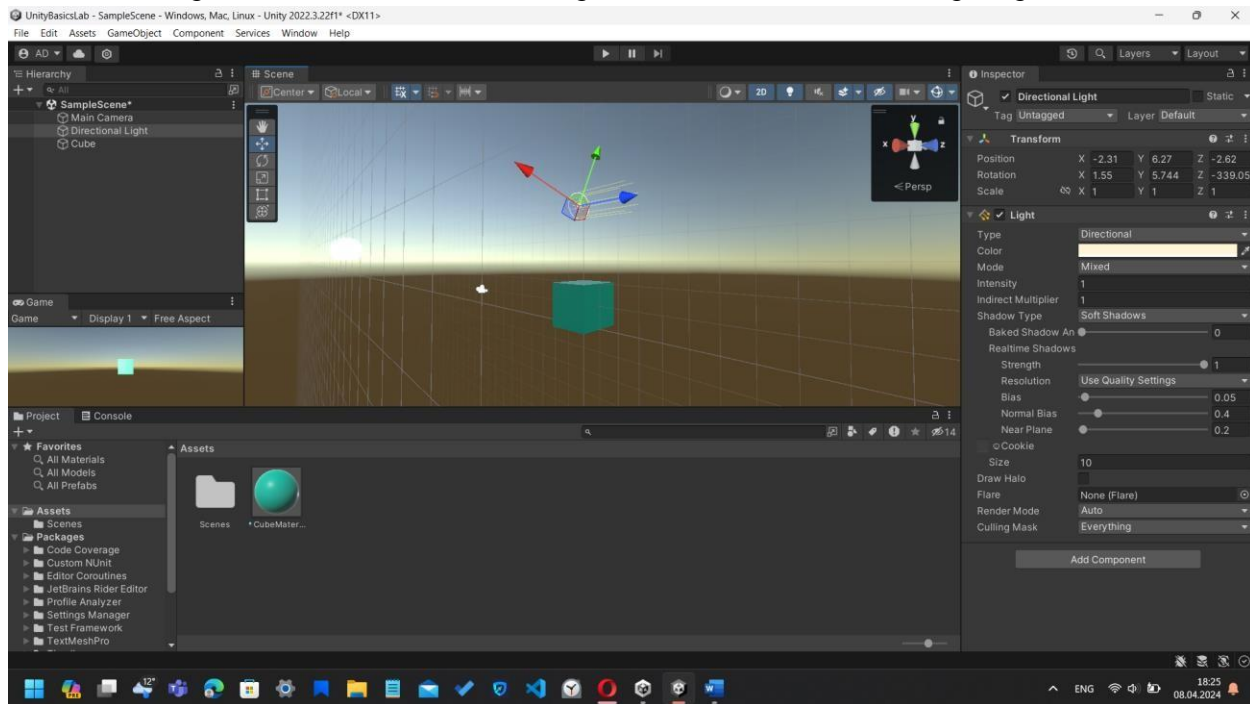 UnityBasicsLab - SampleScene - Windows, Mac, Linux - Unity 2022.3.22f1* <DX11>
File Edit Assets GameObject Component Services Window Help
AD
Layers Layout
Hierarchy
All
SampleScene*
Main Camera
Directional Light
Cube
Scene
Center Local
2D
y
x z
Persp
Game
Game Display 1 Free Aspect
Inspector
Directional Light Static
Tag Untagged Layer Default
Transform
Position X -2.31 Y 6.27 Z -2.62
Rotation X 1.55 Y 5.744 Z -339.05
Scale X 1 Y 1 Z 1
Light
Type Directional
Color
Mode Mixed
Intensity 1
Indirect Multiplier 1
Shadow Type Soft Shadows
Baked Shadow An 0
Realtime Shadows
Strength 1
Resolution Use Quality Settings
Bias 0.05
Normal Bias 0.4
Near Plane 0.2
Cookie
Size 10
Draw Halo
Flare None (Flare)
Render Mode Auto
Culling Mask Everything
Add Component
Project Console
14
Favorites
All Materials
All Models
All Prefabs
Assets
Scenes
Packages
Code Coverage
Custom NUnit
Editor Coroutines
JetBrains Rider Editor
Profile Analyzer
Settings Manager
Test Framework
TextMeshPro
Assets
Scenes CubeMater...
12°
ENG 18:25
08.04.2024